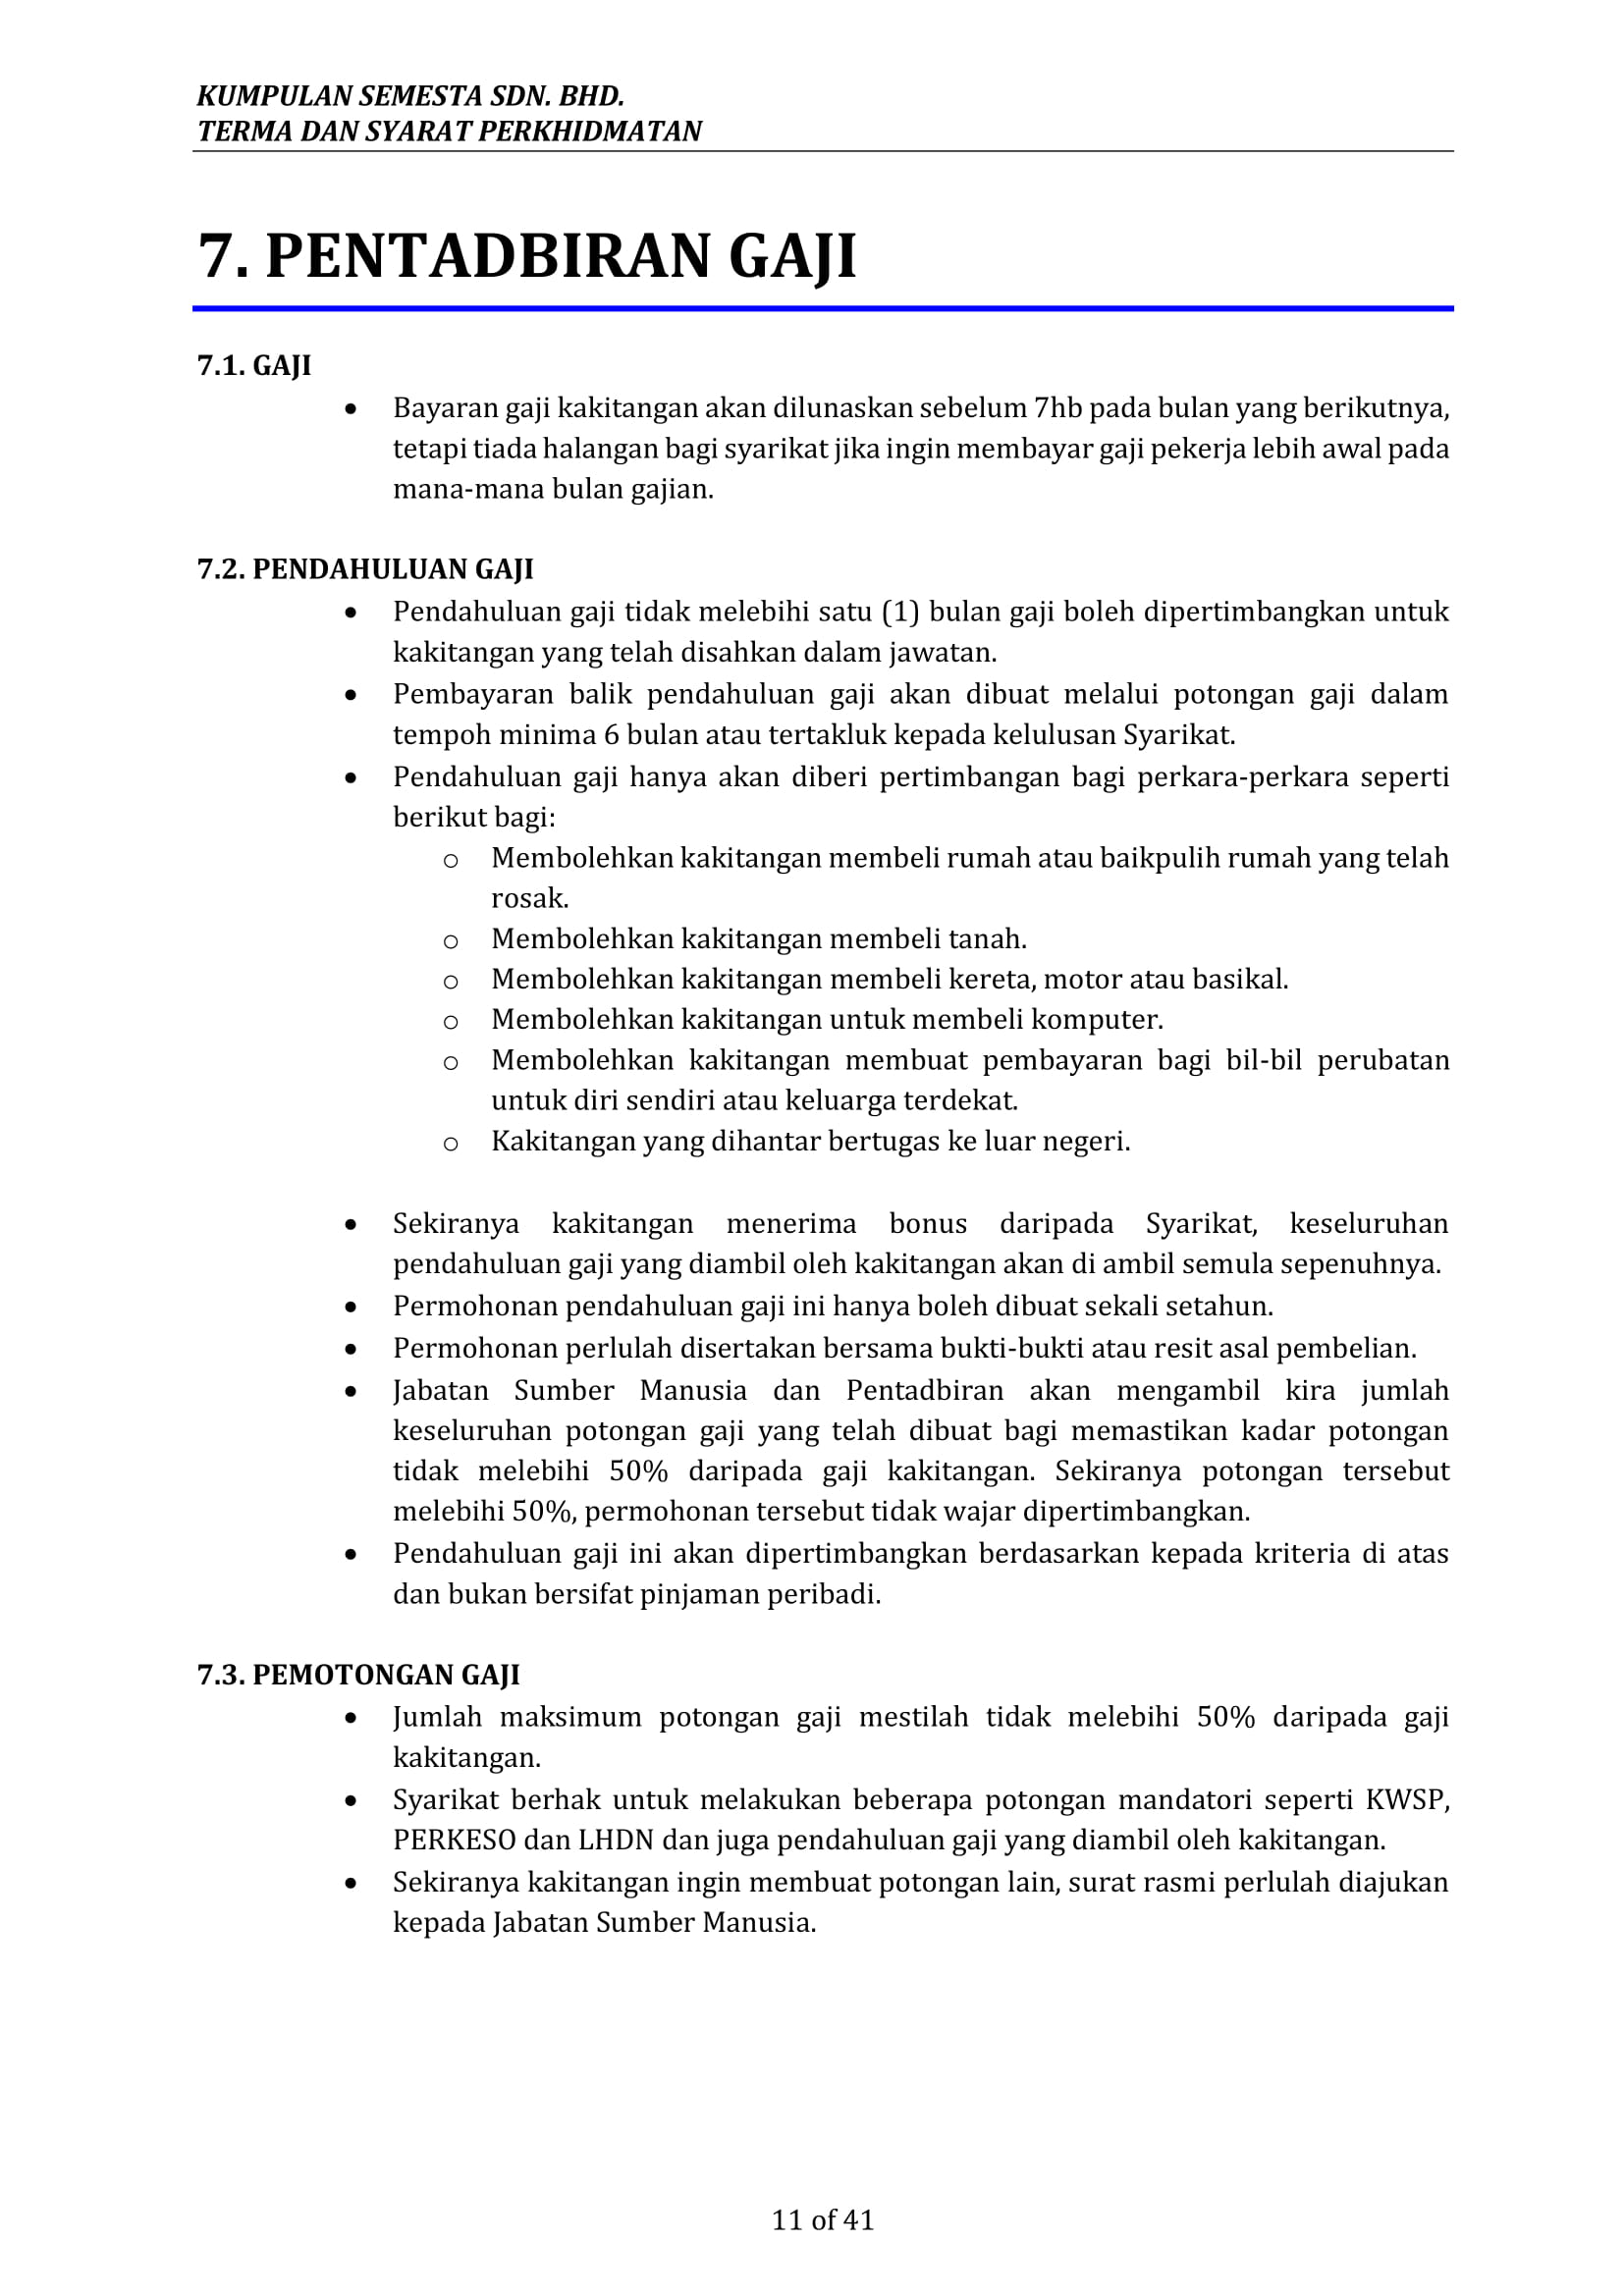 KUMPULAN SEMESTA SDN. BHD.
TERMA DAN SYARAT PERKHIDMATAN
7. PENTADBIRAN GAJI
7.1. GAJI
• Bayaran gaji kakitangan akan dilunaskan sebelum 7hb pada bulan yang berikutnya,
tetapi tiada halangan bagi syarikat jika ingin membayar gaji pekerja lebih awal pada
mana-mana bulan gajian.
7.2. PENDAHULUAN GAJI
• Pendahuluan gaji tidak melebihi satu (1) bulan gaji boleh dipertimbangkan untuk
kakitangan yang telah disahkan dalam jawatan.
• Pembayaran balik pendahuluan gaji akan dibuat melalui potongan gaji dalam
tempoh minima 6 bulan atau tertakluk kepada kelulusan Syarikat.
• Pendahuluan gaji hanya akan diberi pertimbangan bagi perkara-perkara seperti
berikut bagi:
o Membolehkan kakitangan membeli rumah atau baikpulih rumah yang telah
rosak.
o Membolehkan kakitangan membeli tanah.
o Membolehkan kakitangan membeli kereta, motor atau basikal.
o Membolehkan kakitangan untuk membeli komputer.
o Membolehkan kakitangan membuat pembayaran bagi bil-bil perubatan
untuk diri sendiri atau keluarga terdekat.
o Kakitangan yang dihantar bertugas ke luar negeri.
• Sekiranya kakitangan menerima bonus daripada Syarikat, keseluruhan
pendahuluan gaji yang diambil oleh kakitangan akan di ambil semula sepenuhnya.
• Permohonan pendahuluan gaji ini hanya boleh dibuat sekali setahun.
• Permohonan perlulah disertakan bersama bukti-bukti atau resit asal pembelian.
• Jabatan Sumber Manusia dan Pentadbiran akan mengambil kira jumlah
keseluruhan potongan gaji yang telah dibuat bagi memastikan kadar potongan
tidak melebihi 50% daripada gaji kakitangan. Sekiranya potongan tersebut
melebihi 50%, permohonan tersebut tidak wajar dipertimbangkan.
• Pendahuluan gaji ini akan dipertimbangkan berdasarkan kepada kriteria di atas
dan bukan bersifat pinjaman peribadi.
7.3. PEMOTONGAN GAJI
• Jumlah maksimum potongan gaji mestilah tidak melebihi 50% daripada gaji
kakitangan.
• Syarikat berhak untuk melakukan beberapa potongan mandatori seperti KWSP,
PERKESO dan LHDN dan juga pendahuluan gaji yang diambil oleh kakitangan.
• Sekiranya kakitangan ingin membuat potongan lain, surat rasmi perlulah diajukan
kepada Jabatan Sumber Manusia.
11 of 41